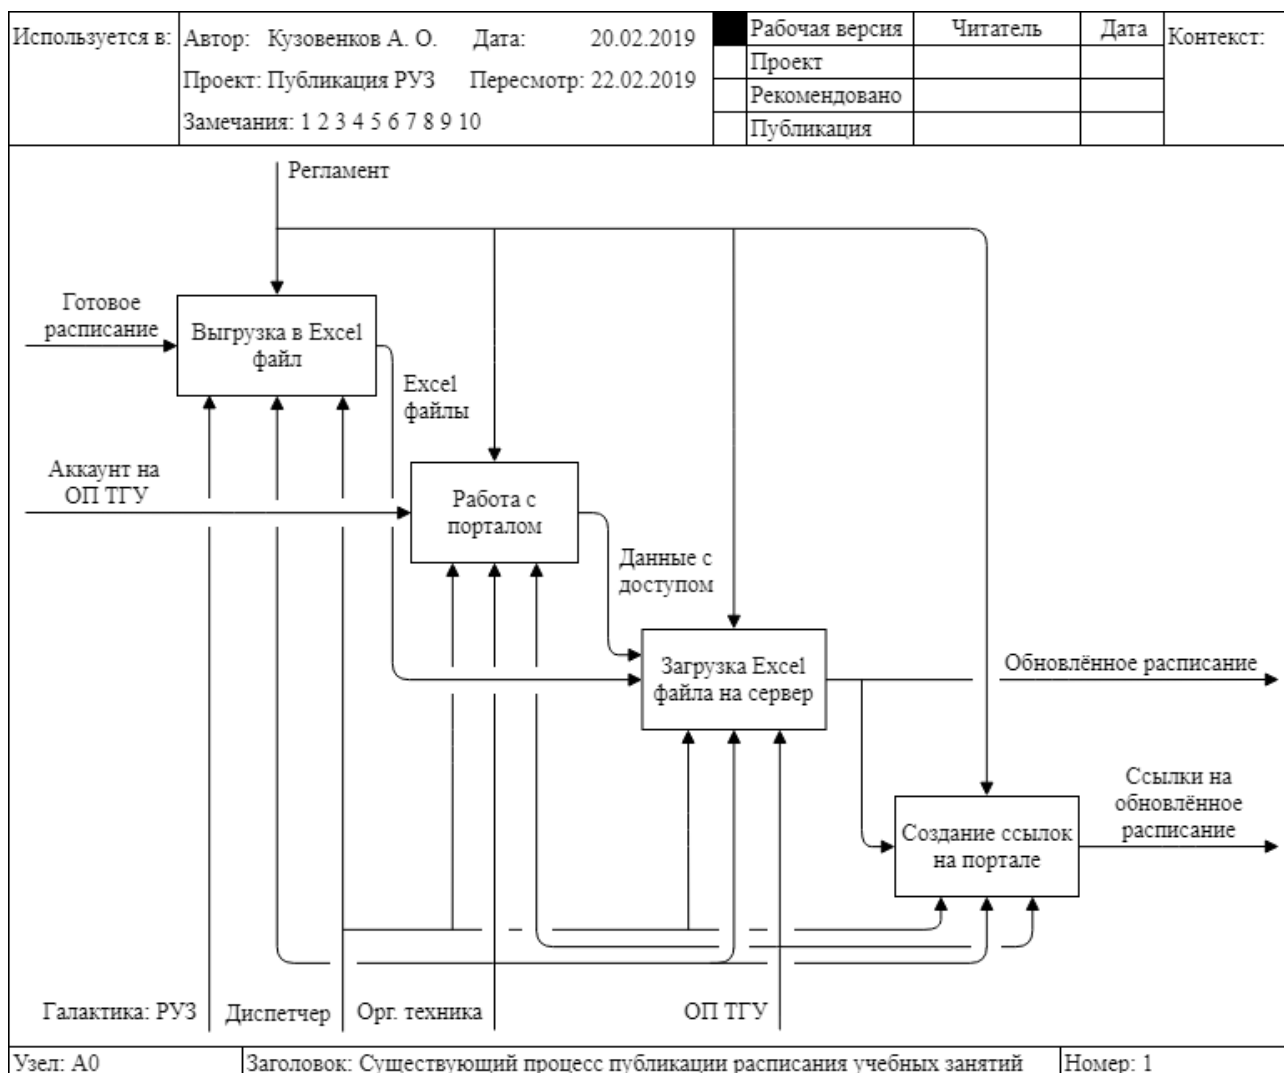 Используется в:
Автор: Кузовенков А. О. Дата: 20.02.2019
Проект: Публикация РУЗ Пересмотр: 22.02.2019
Замечания: 1 2 3 4 5 6 7 8 9 10
Рабочая версия Читатель Дата
Проект
Рекомендовано
Публикация
Контекст:
Регламент
Готовое
расписание
Выгрузка в Excel
файл
Excel
файлы
Аккаунт на
ОП ТГУ
Работа с
порталом
Данные с
доступом
Загрузка Excel
файла на сервер
Обновлённое расписание
Создание ссылок
на портале
Ссылки на
обновлённое
расписание
Галактика: РУЗ
Диспетчер
Орг. техника
ОП ТГУ
Узел: A0
Заголовок: Существующий процесс публикации расписания учебных занятий
Номер: 1